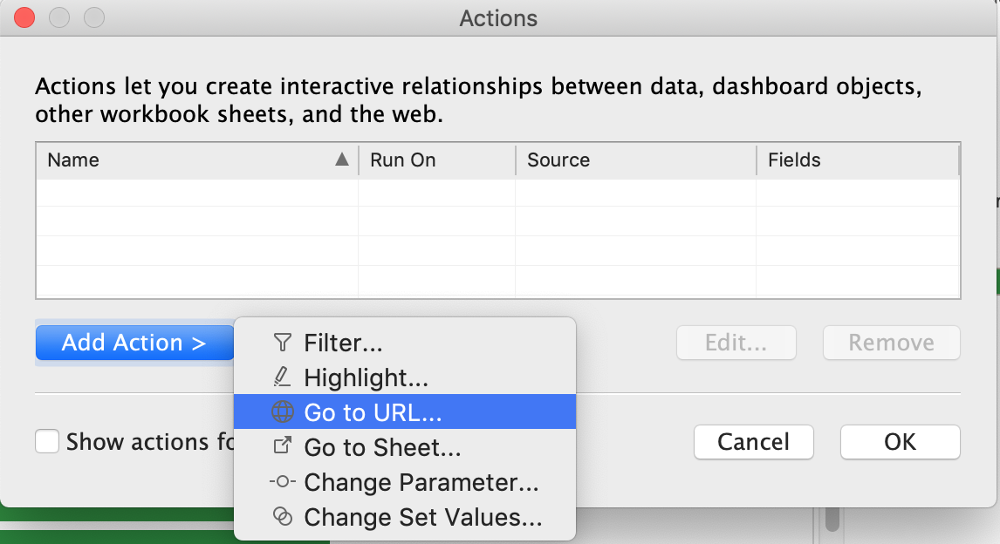 Actions
Actions let you create interactive relationships between data, dashboard objects,
other workbook sheets, and the web.
Name Run On Source Fields
Add Action >
Filter...
Highlight...
Go to URL...
Go to Sheet...
Change Parameter...
Change Set Values...
Edit... Remove
Show actions fo
Cancel OK